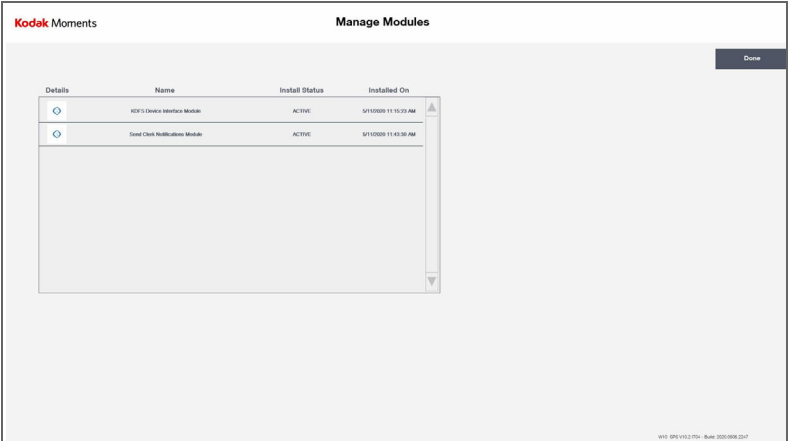 Kodak Moments
Manage Modules
Done
Details Name Install Status Installed On
KDFS Device Interface Module ACTIVE 5/11/2020 11:15:23 AM
Send Clerk Notifications Module ACTIVE 5/11/2020 11:43:38 AM